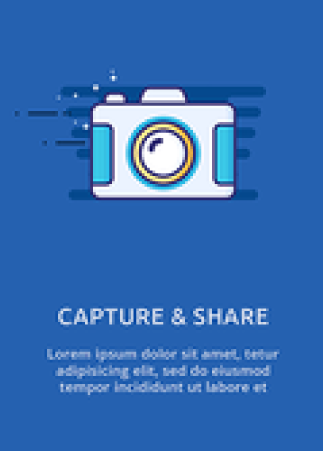 CAPTURE & SHARE
Lorem ipsum dolor sit amet, tetur
adipisicing elit, sed do eiusmod
tempor incididunt ut labore et